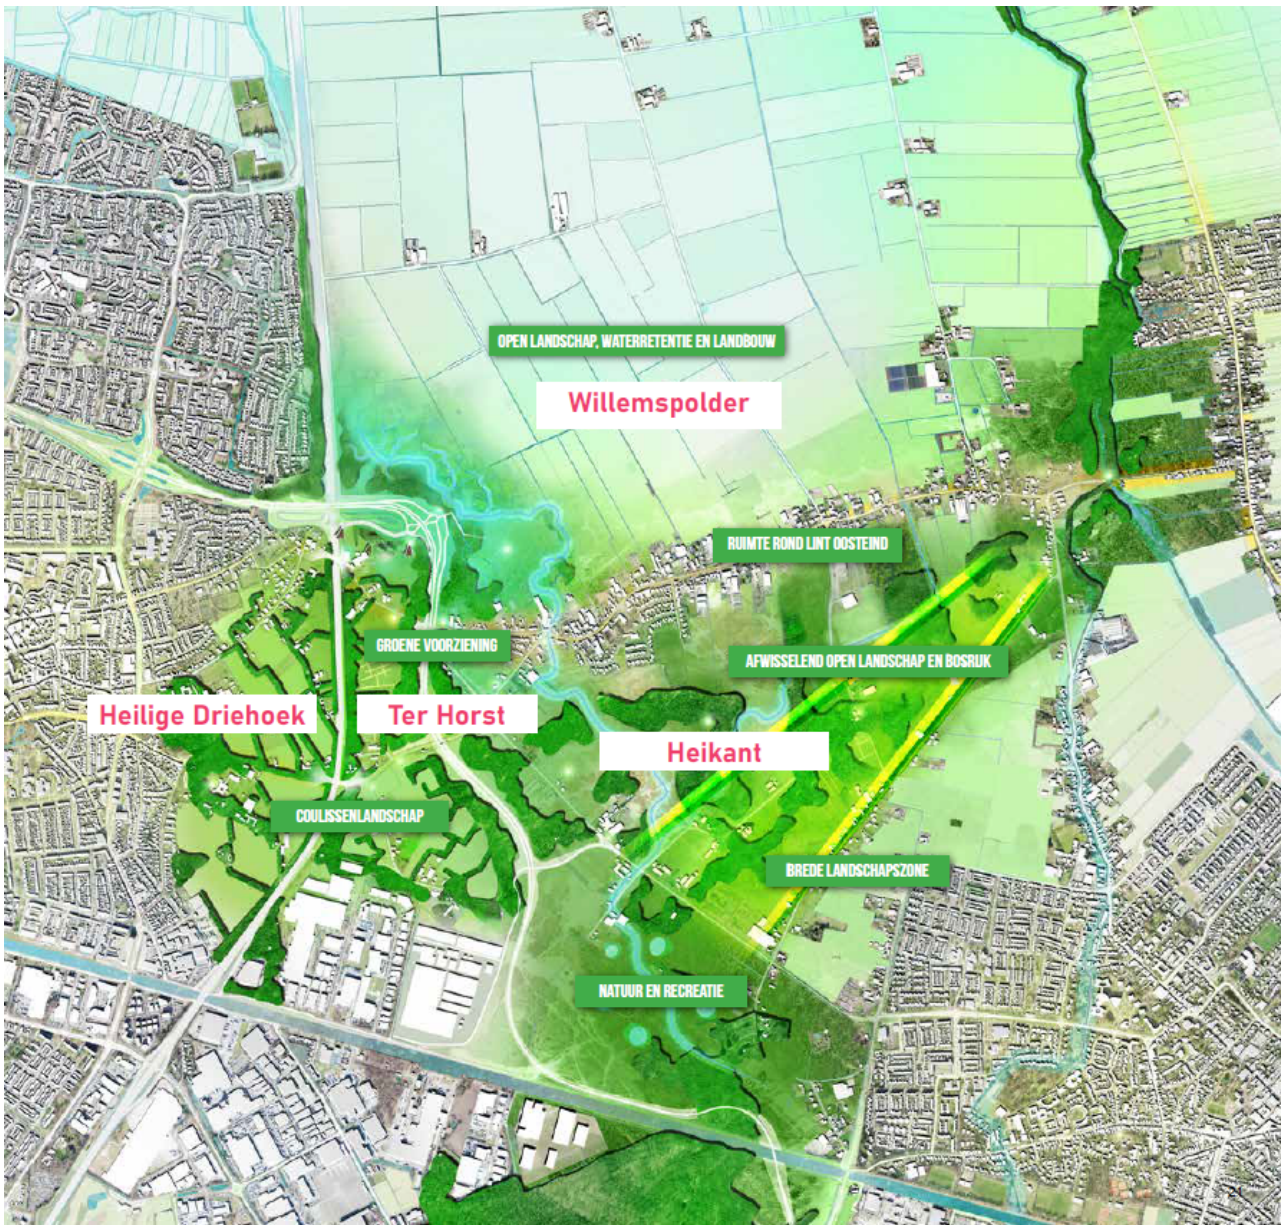 OPEN LANDSCHAP, WATERRETENTIE EN LANDBOUW
Willemspolder
RUIMTE ROND LINT OOSTEIND
GROENE VOORZIENING
AFWISSELEND OPEN LANDSCHAP EN BOSRIJK
Heilige Driehoek
Ter Horst
Heikant
COULISSENLANDSCHAP
BREDE LANDSCHAPSZONE
NATUUR EN RECREATIE